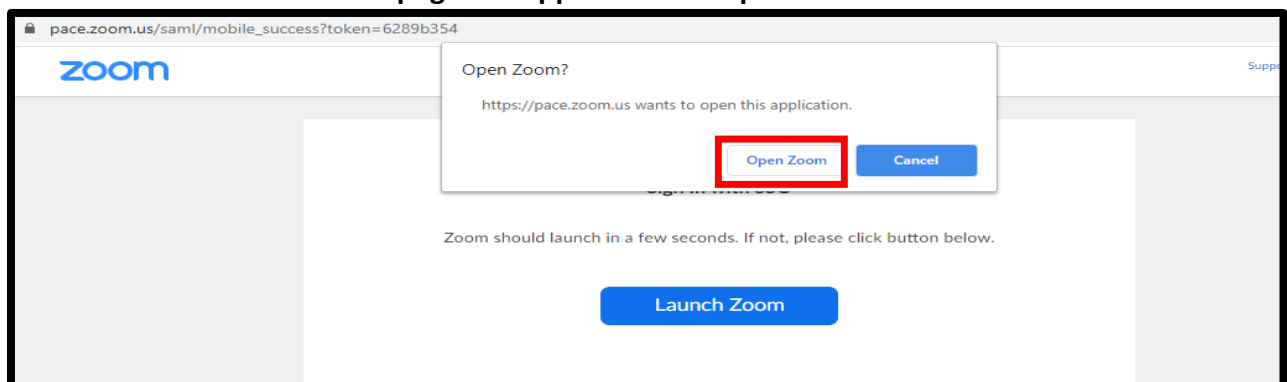 pace.zoom.us/saml/mobile_success?token=6289b354
zoom
Open Zoom?
https://pace.zoom.us wants to open this application.
Open Zoom
Cancel
Zoom should launch in a few seconds. If not, please click button below.
Launch Zoom